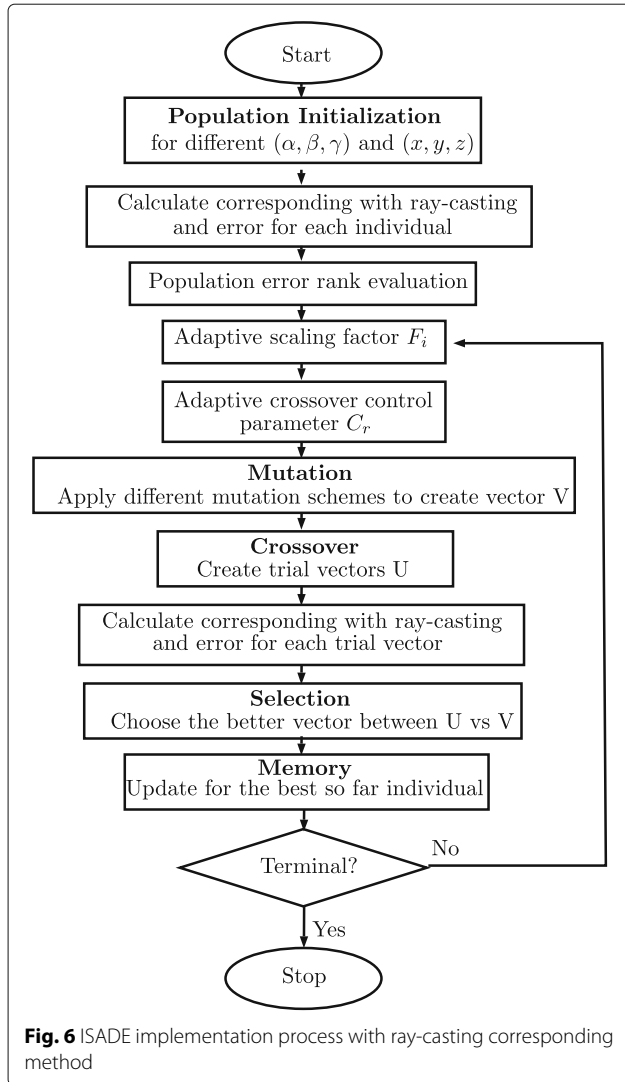 Start
Population Initialization
for different (α, β, γ) and (x, y, z)
Calculate corresponding with ray-casting
and error for each individual
Population error rank evaluation
Adaptive scaling factor F_i
Adaptive crossover control
parameter C_r
Mutation
Apply different mutation schemes to create vector V
Crossover
Create trial vectors U
Calculate corresponding with ray-casting
and error for each trial vector
Selection
Choose the better vector between U vs V
Memory
Update for the best so far individual
Terminal?
No
Yes
Stop
Fig. 6 ISADE implementation process with ray-casting corresponding
method